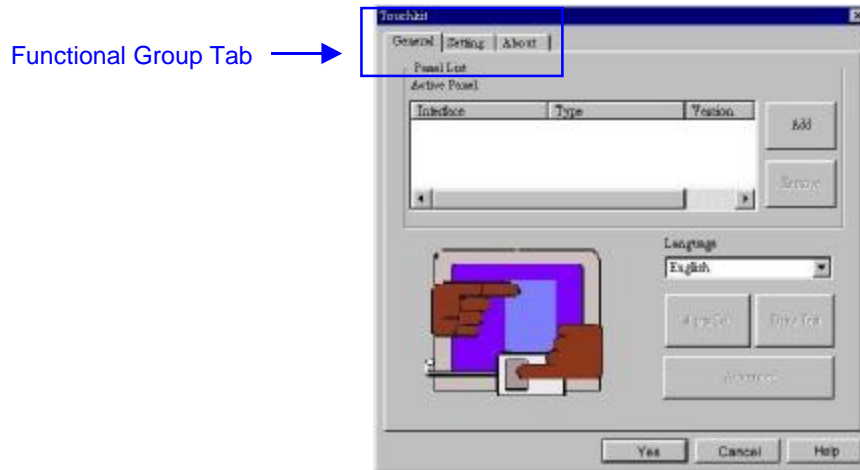 Touchkit
Functional Group Tab
General Setting About
Panel List
Active Panel
Interface Type Version
Add
Remove
Language
English
Advanced
Yes Cancel Help